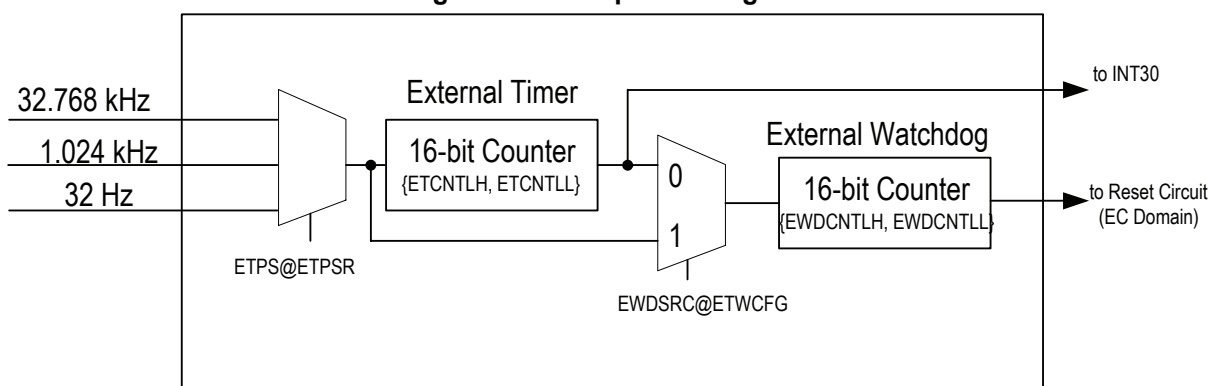 32.768 kHz
1.024 kHz
32 Hz
ETPS@ETPSR
External Timer
16-bit Counter
{ETCNTLH, ETCNTLL}
0
1
EWDSRC@ETWCFG
External Watchdog
16-bit Counter
{EWDCNTLH, EWDCNTLL}
to INT30
to Reset Circuit
(EC Domain)